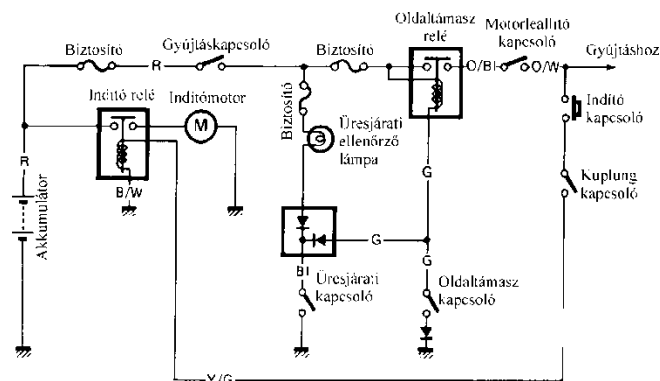 Oldaltámasz
relé
Motorleállító
kapcsoló
Gyújtáshoz
Biztosító
Gyújtáskapcsoló
Biztosító
R
O/Bl
O/W
Indító relé
Indítómotor
M
Biztosító
Üresjárati
ellenőrző
lámpa
Indító
kapcsoló
R
B/W
G
Kuplung
kapcsoló
Akkumulátor
G
Bl
G
Üresjárati
kapcsoló
Oldaltámasz
kapcsoló
Y/G